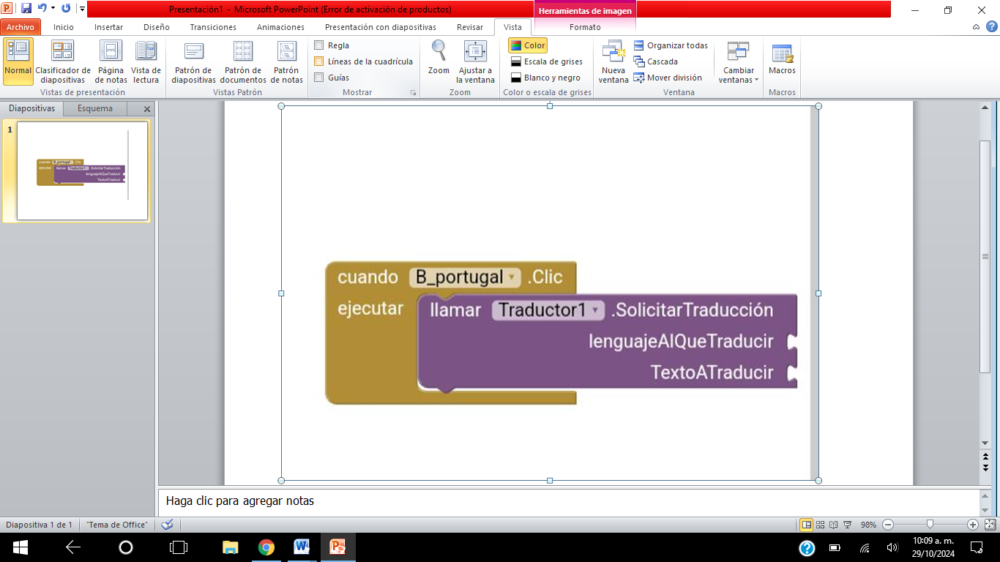 Presentación1 - Microsoft PowerPoint (Error de activación de productos)
Herramientas de imagen
Archivo Inicio Insertar Diseño Transiciones Animaciones Presentación con diapositivas Revisar Vista Formato
Normal
Clasificador de diapositivas
Página de notas
Vista de lectura
Vistas de presentación
Patrón de diapositivas
Patrón de documentos
Patrón de notas
Vistas Patrón
Regla
Líneas de la cuadrícula
Guías
Mostrar
Zoom
Ajustar a la ventana
Zoom
Color
Escala de grises
Blanco y negro
Color o escala de grises
Nueva ventana
Organizar todas
Cascada
Mover división
Cambiar ventanas
Ventana
Macros
Macros
Diapositivas Esquema
1
cuando B_portugal .Clic
ejecutar llamar Traductor1 .SolicitarTraducción
lenguajeAlQueTraducir
TextoATraducir
cuando B_portugal .Clic
ejecutar llamar Traductor1 .SolicitarTraducción
lenguajeAlQueTraducir
TextoATraducir
Haga clic para agregar notas
Diapositiva 1 de 1 "Tema de Office" 98%
10:09 a. m.
29/10/2024